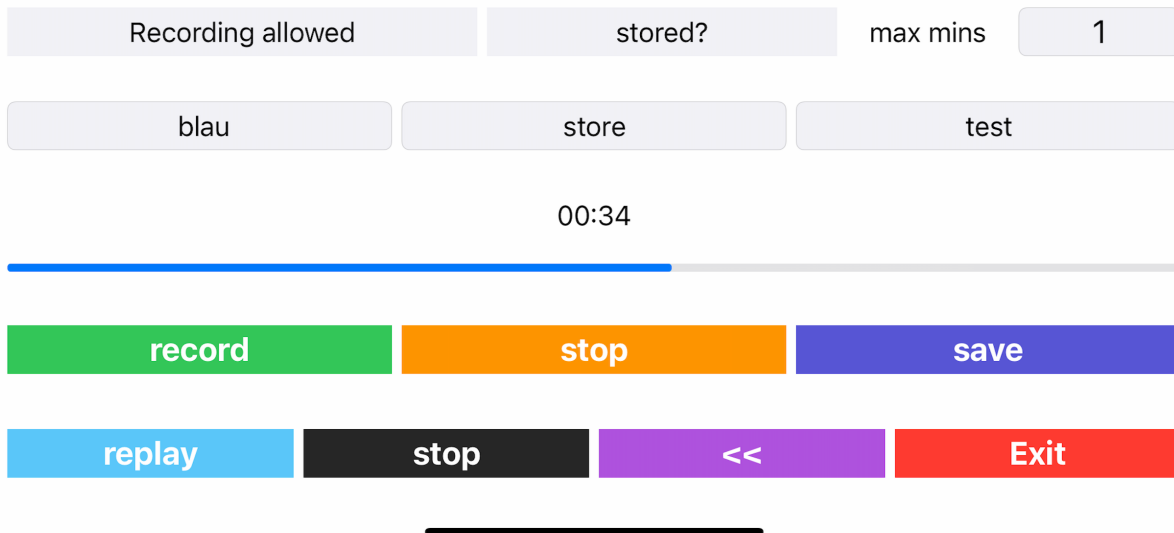 Recording allowed stored? max mins 1
blau store test
00:34
record stop save
replay stop << Exit